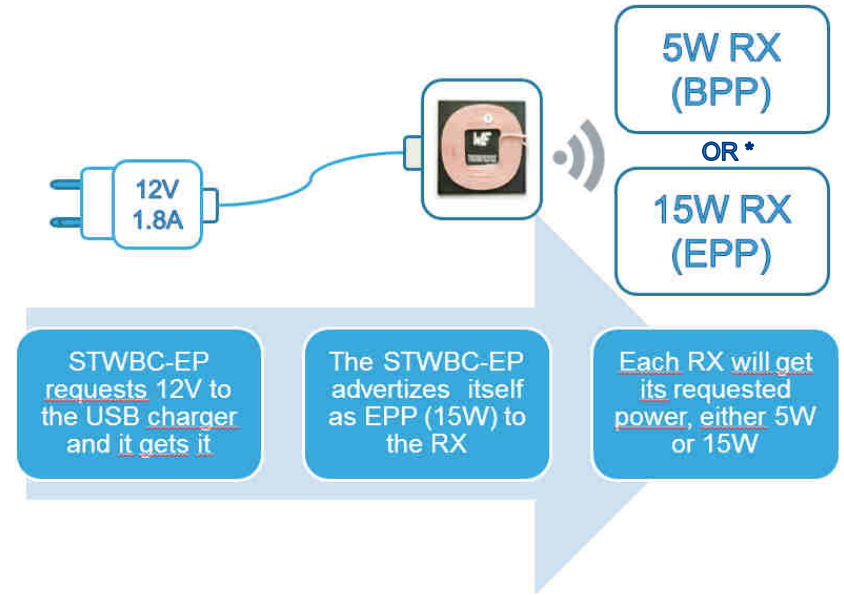 5W RX
(BPP)
OR *
12V
1.8A
15W RX
(EPP)
STWBC-EP
requests 12V to
the USB charger
and it gets it
The STWBC-EP
advertizes itself
as EPP (15W) to
the RX
Each RX will get
its requested
power, either 5W
or 15W